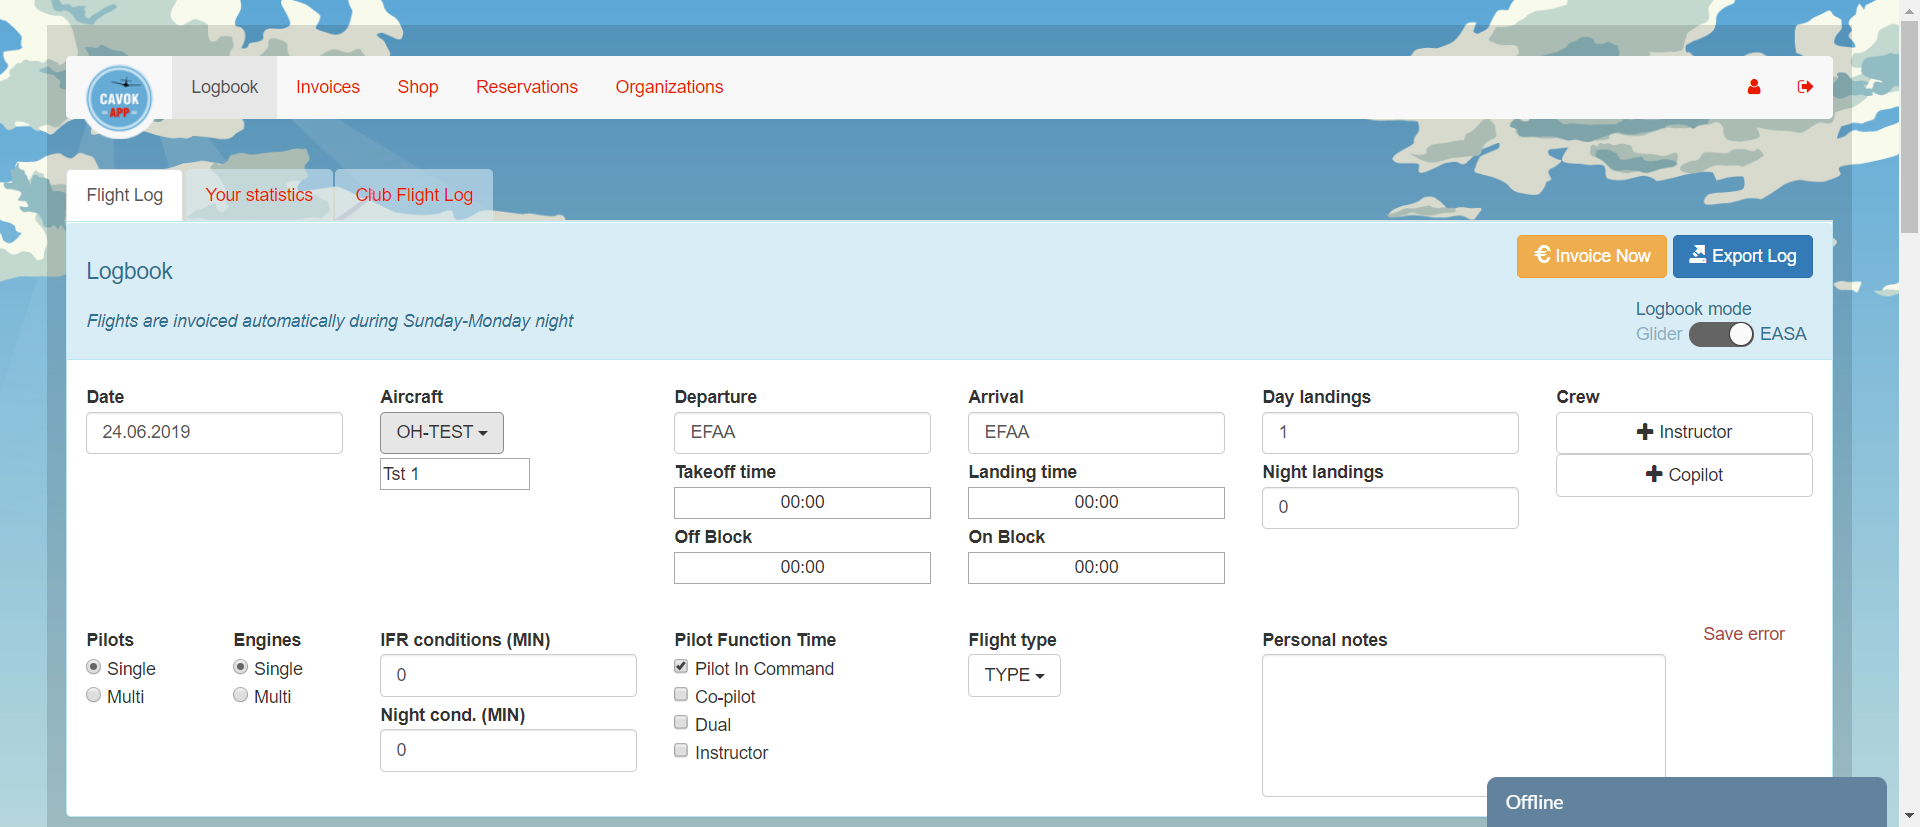 CAVOK
APP
Logbook
Invoices
Shop
Reservations
Organizations
Flight Log
Your statistics
Club Flight Log
Logbook
Flights are invoiced automatically during Sunday-Monday night
€ Invoice Now
Export Log
Logbook mode
Glider
EASA
Date
24.06.2019
Aircraft
OH-TEST
Tst 1
Departure
EFAA
Takeoff time
00:00
Off Block
00:00
Arrival
EFAA
Landing time
00:00
On Block
00:00
Day landings
1
Night landings
0
Crew
Instructor
Copilot
Pilots
Single
Multi
Engines
Single
Multi
IFR conditions (MIN)
0
Night cond. (MIN)
0
Pilot Function Time
Pilot In Command
Co-pilot
Dual
Instructor
Flight type
TYPE
Personal notes
Save error
Offline